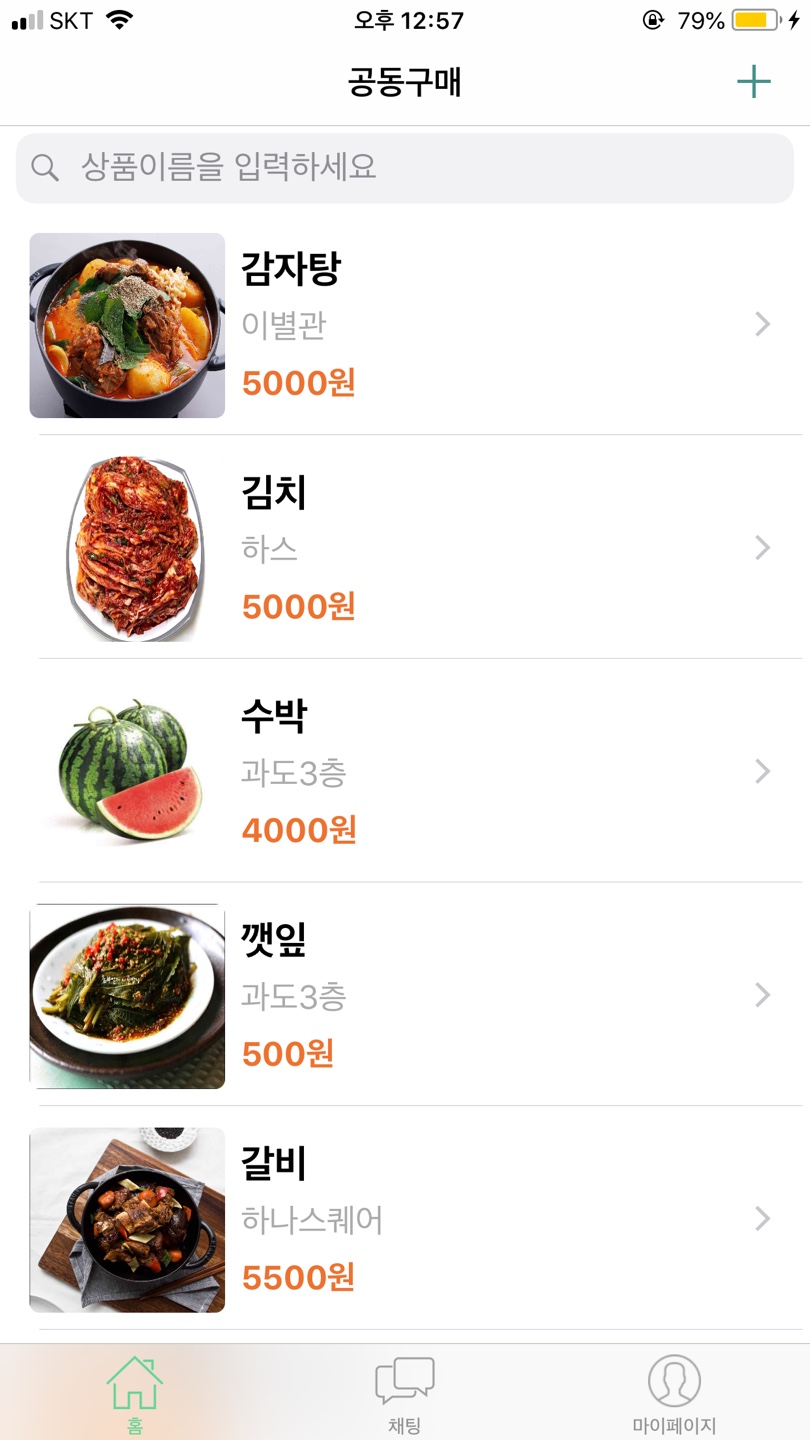 SKT 오후 12:57 79%
공동구매
상품이름을 입력하세요
감자탕
이별관
5000원
김치
하스
5000원
수박
과도3층
4000원
깻잎
과도3층
500원
갈비
하나스퀘어
5500원
홈 채팅 마이페이지